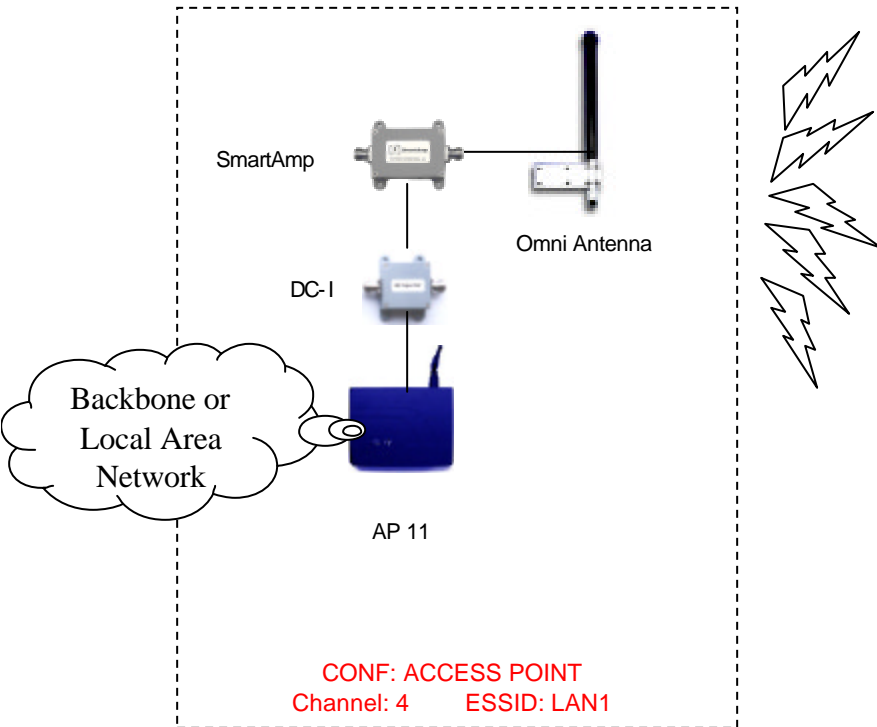 SmartAmp
Omni Antenna
DC-I
Backbone or
Local Area
Network
AP 11
CONF: ACCESS POINT
Channel: 4 ESSID: LAN1